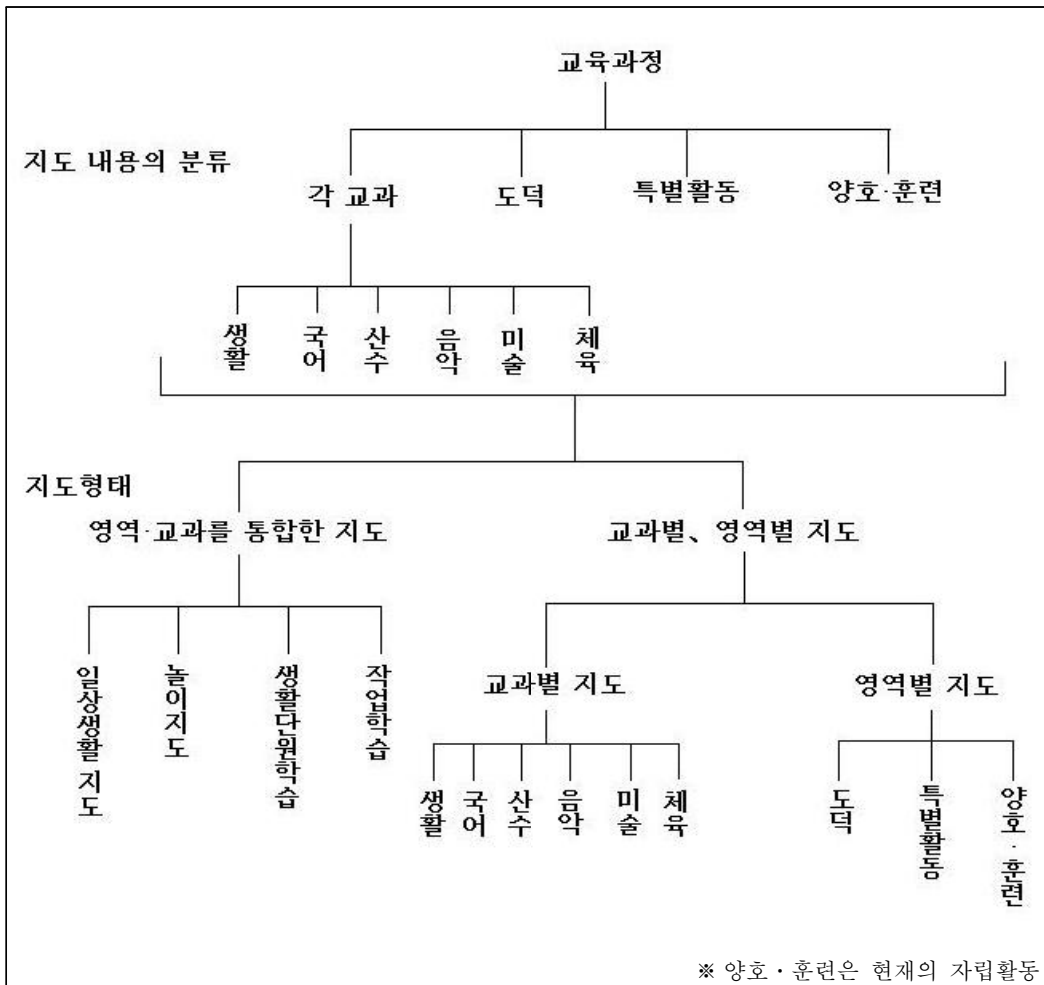 교육과정
지도 내용의 분류
각 교과
도덕
특별활동
양호·훈련
생활
국어
산수
음악
미술
체육
지도형태
영역·교과를 통합한 지도
교과별、영역별 지도
일상생활 지도
놀이지도
생활단원학습
작업학습
교과별 지도
영역별 지도
생활
국어
산수
음악
미술
체육
도덕
특별활동
양호·훈련
※ 양호·훈련은 현재의 자립활동